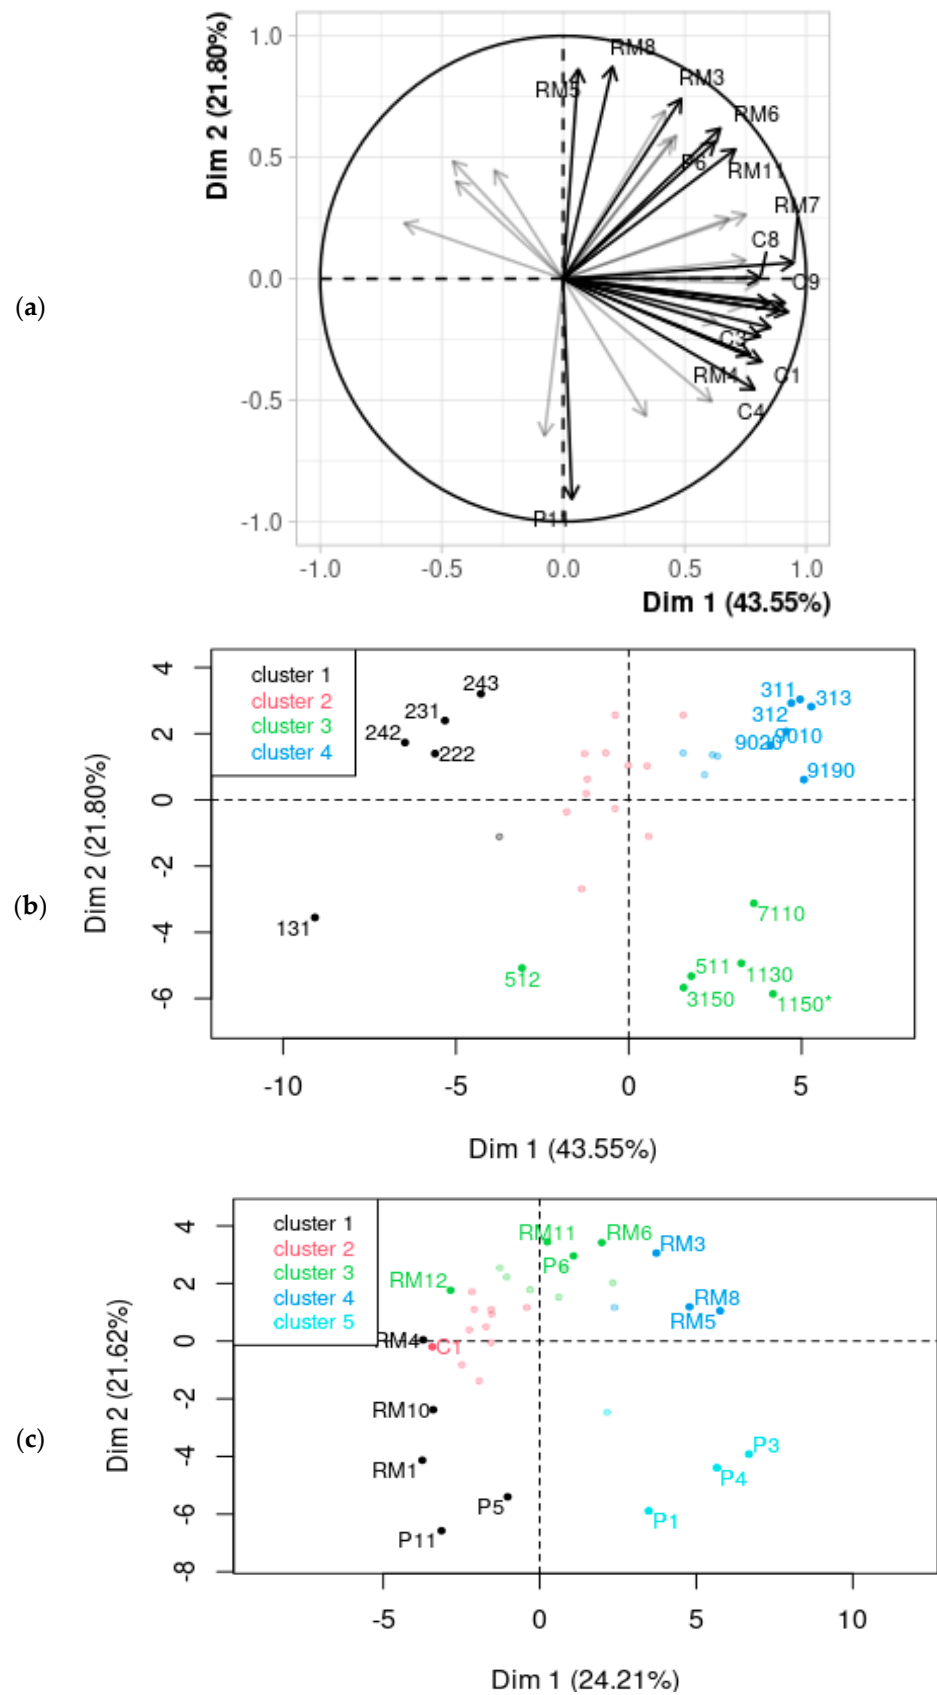 (a)
Dim 2 (21.80%)
1.0
0.5
0.0
-0.5
-1.0
RM8
RM5
RM3
RM6
P6
RM11
RM7
C8
C9
C3
RM4
C1
C4
-1.0 -0.5 0.0 0.5 1.0
Dim 1 (43.55%)
(b)
Dim 2 (21.80%)
4
2
0
-2
-4
-6
cluster 1
cluster 2
cluster 3
cluster 4
243
231
242
222
131
311
313
312
9020
9190
7110
512
511
1130
3150
1150*
-10 -5 0 5
Dim 1 (43.55%)
(c)
Dim 2 (21.62%)
4
2
0
-2
-4
-6
-8
cluster 1
cluster 2
cluster 3
cluster 4
cluster 5
RM11
RM6
P6
RM3
RM12
RM8
RM5
RM4
C1
RM10
RM1
P5
P11
P3
P4
P1
-5 0 5 10
Dim 1 (24.21%)